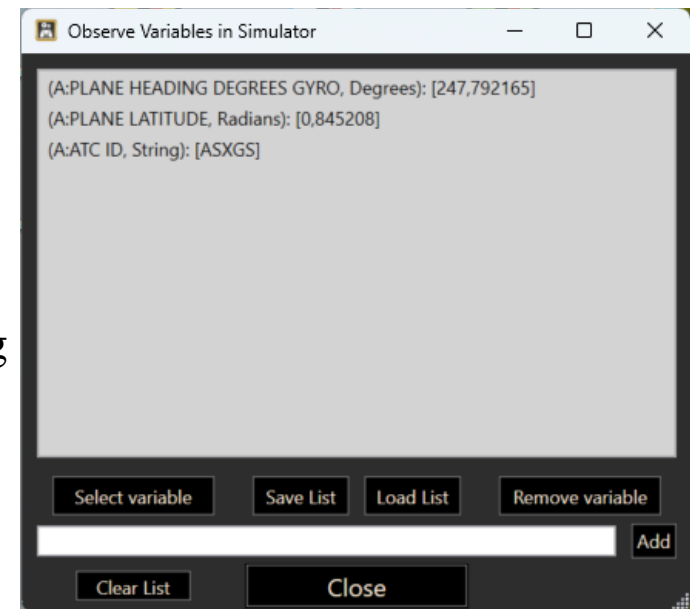 Observe Variables in Simulator
(A:PLANE HEADING DEGREES GYRO, Degrees): [247,792165]
(A:PLANE LATITUDE, Radians): [0,845208]
(A:ATC ID, String): [ASXGS]
g
Select variable Save List Load List Remove variable
Add
Clear List Close